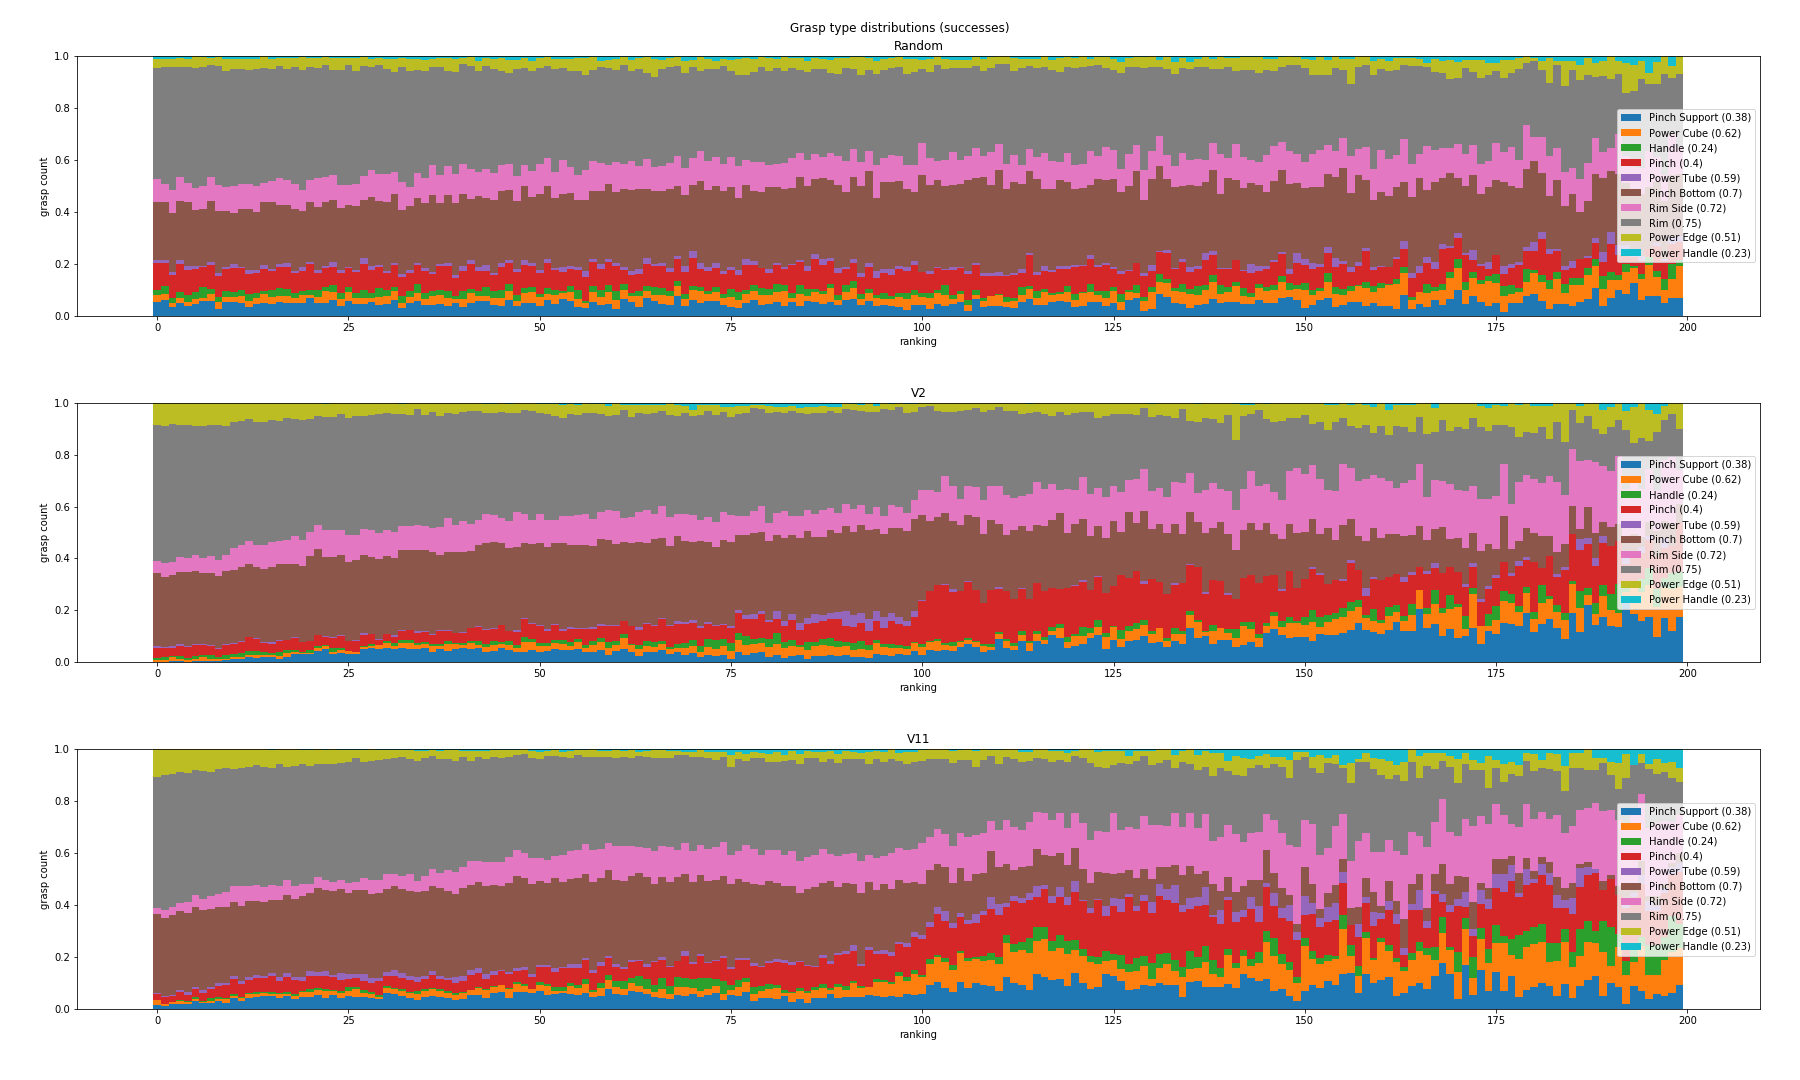 Grasp type distributions (successes)
Random
1.0
0.8
0.6
0.4
0.2
0.0
grasp count
0 25 50 75 100 125 150 175 200
ranking
Pinch Support (0.38)
Power Cube (0.62)
Handle (0.24)
Pinch (0.4)
Power Tube (0.59)
Pinch Bottom (0.7)
Rim Side (0.72)
Rim (0.75)
Power Edge (0.51)
Power Handle (0.23)
V2
1.0
0.8
0.6
0.4
0.2
0.0
grasp count
0 25 50 75 100 125 150 175 200
ranking
Pinch Support (0.38)
Power Cube (0.62)
Handle (0.24)
Pinch (0.4)
Power Tube (0.59)
Pinch Bottom (0.7)
Rim Side (0.72)
Rim (0.75)
Power Edge (0.51)
Power Handle (0.23)
V11
1.0
0.8
0.6
0.4
0.2
0.0
grasp count
0 25 50 75 100 125 150 175 200
ranking
Pinch Support (0.38)
Power Cube (0.62)
Handle (0.24)
Pinch (0.4)
Power Tube (0.59)
Pinch Bottom (0.7)
Rim Side (0.72)
Rim (0.75)
Power Edge (0.51)
Power Handle (0.23)